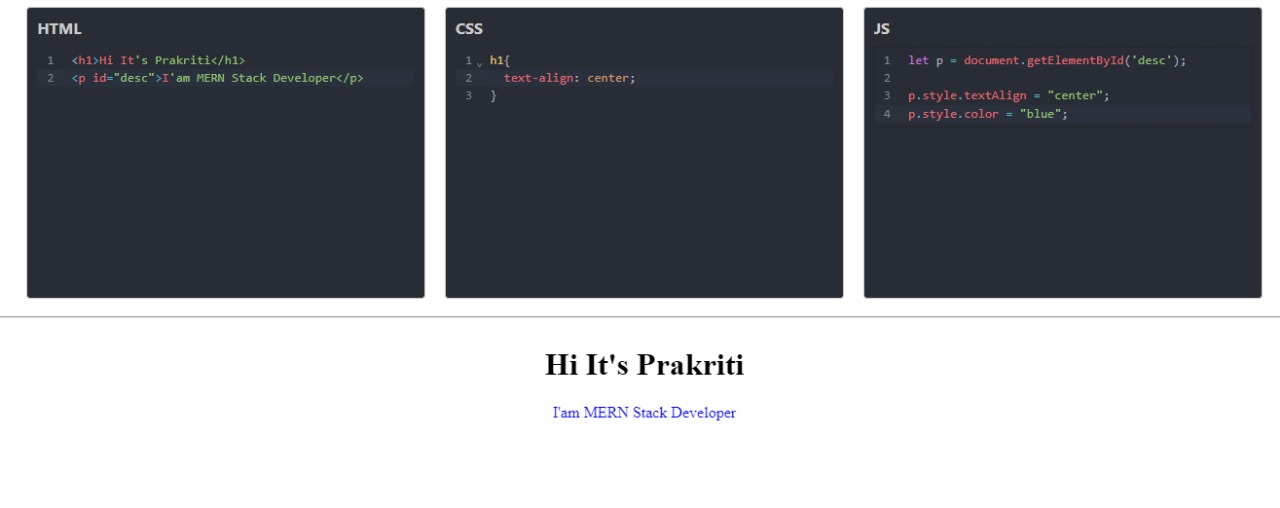 HTML
1 <h1>Hi It's Prakriti</h1>
2 <p id="desc">I'am MERN Stack Developer</p>
CSS
1 h1{
2 text-align: center;
3 }
JS
1 let p = document.getElementById('desc');
2
3 p.style.textAlign = "center";
4 p.style.color = "blue";
Hi It's Prakriti
I'am MERN Stack Developer